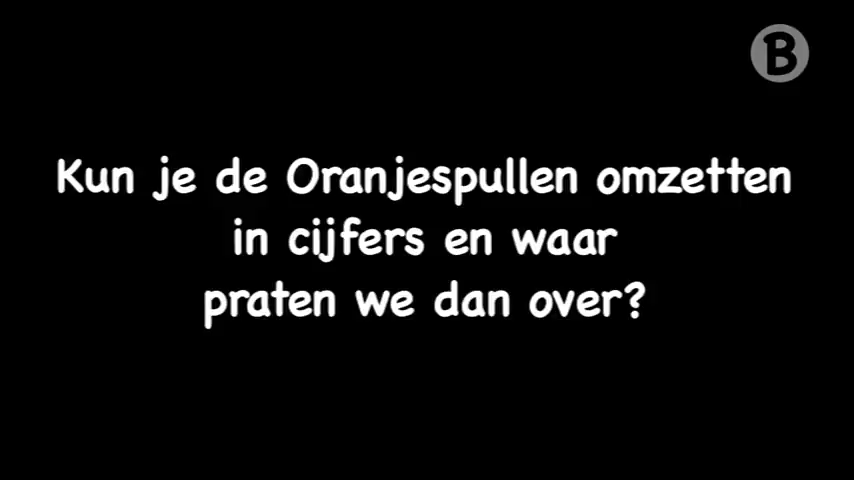 B
Kun je de Oranjespullen omzetten
in cijfers en waar
praten we dan over?